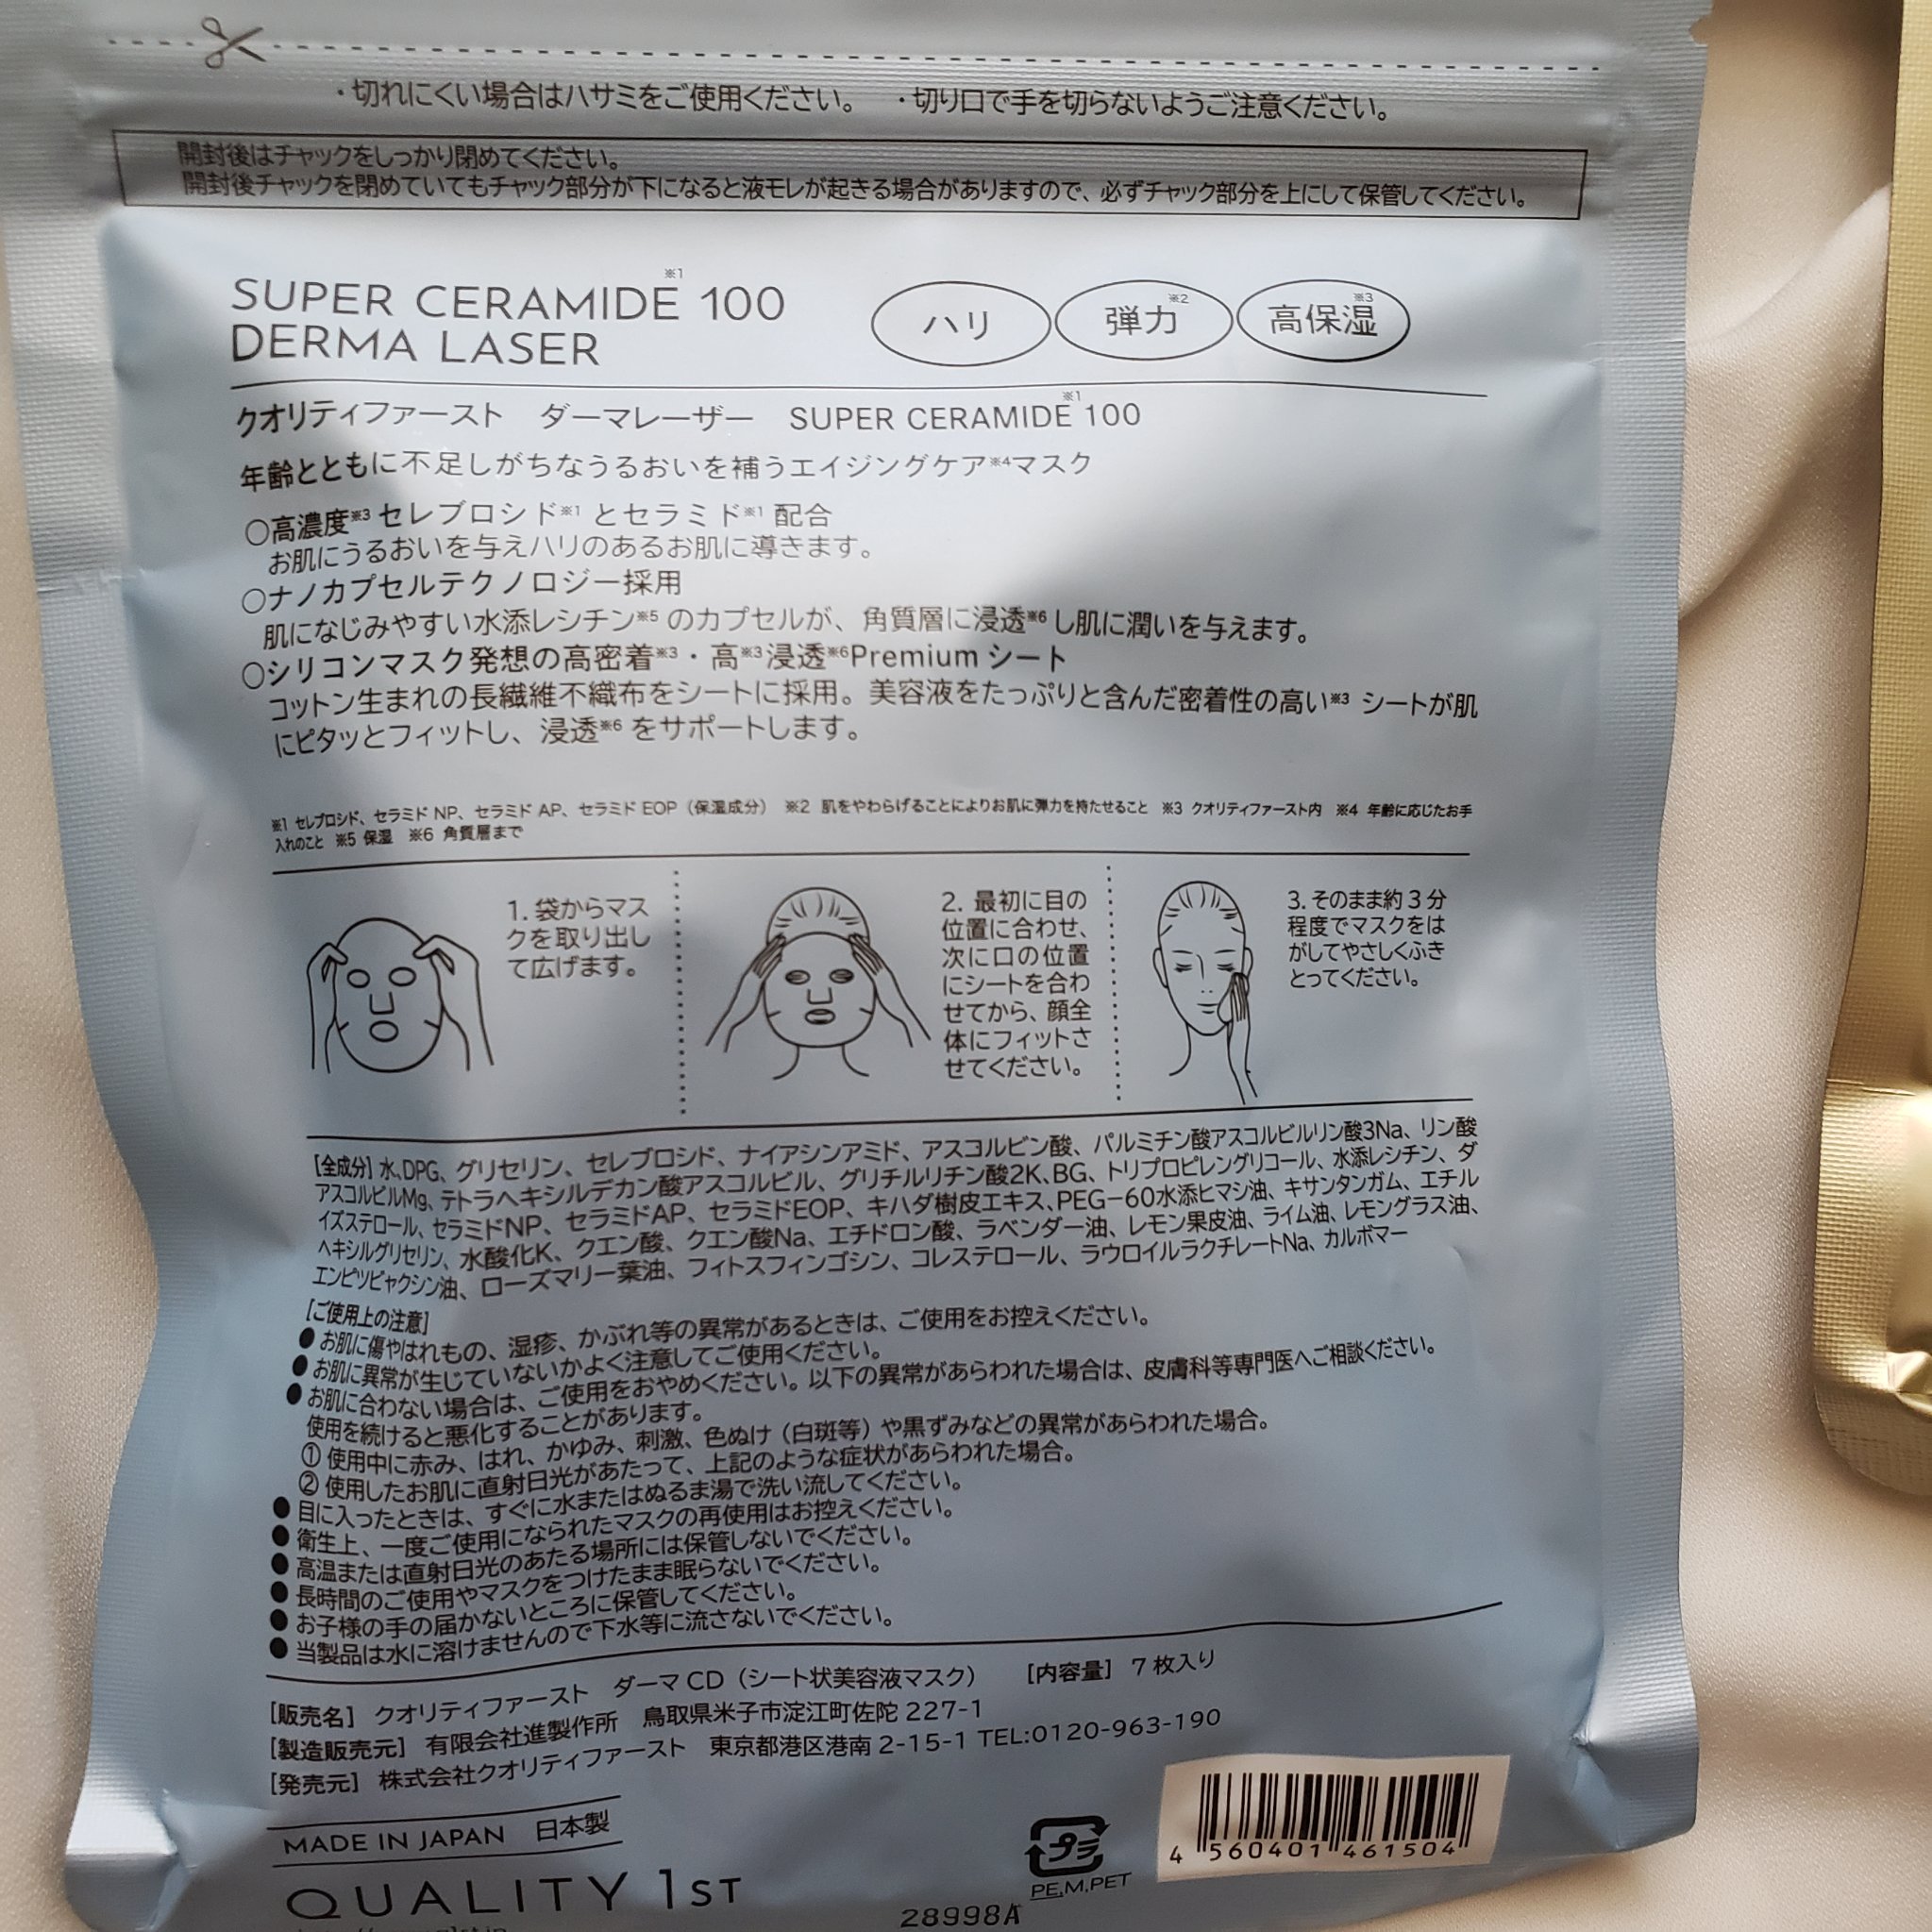 ・切れにくい場合はハサミをご使用ください。 ・切り口で手を切らないようご注意ください。
開封後はチャックをしっかり閉めてください。
開封後チャックを閉めていてもチャック部分が下になると液モレが起きる場合がありますので、必ずチャック部分を上にして保管してください。
SUPER CERAMIDE※1 100
DERMA LASER
ハリ 弾力※2 高保湿※3
クオリティファースト ダーマレーザー SUPER CERAMIDE※1 100
年齢とともに不足しがちなうるおいを補うエイジングケア※4マスク
○高濃度※3 セレブロシド※1 とセラミド※1 配合
お肌にうるおいを与えハリのあるお肌に導きます。
○ナノカプセルテクノロジー採用
肌になじみやすい水添レシチン※5 のカプセルが、角質層に浸透※6 し肌に潤いを与えます。
○シリコンマスク発想の高密着※3・高※3浸透※6Premium シート
コットン生まれの長繊維不織布をシートに採用。美容液をたっぷりと含んだ密着性の高い※3 シートが肌
にピタッとフィットし、浸透※6 をサポートします。
※1 セレブロシド、セラミド NP、セラミド AP、セラミド EOP（保湿成分） ※2 肌をやわらげることによりお肌に弾力を持たせること ※3 クオリティファースト内 ※4 年齢に応じたお手
入れのこと ※5 保湿 ※6 角質層まで
1. 袋からマス
クを取り出し
て広げます。
2. 最初に目の
位置に合わせ、
次に口の位置
にシートを合わ
せてから、顔全
体にフィットさ
せてください。
3. そのまま約3分
程度でマスクをは
がしてやさしくふき
とってください。
[全成分] 水、DPG、グリセリン、セレブロシド、ナイアシンアミド、アスコルビン酸、パルミチン酸アスコルビルリン酸3Na、リン酸
アスコルビルMg、テトラヘキシルデカン酸アスコルビル、グリチルリチン酸2K、BG、トリプロピレングリコール、水添レシチン、ダ
イズステロール、セラミドNP、セラミドAP、セラミドEOP、キハダ樹皮エキス、PEG－60水添ヒマシ油、キサンタンガム、エチル
ヘキシルグリセリン、水酸化K、クエン酸、クエン酸Na、エチドロン酸、ラベンダー油、レモン果皮油、ライム油、レモングラス油、
エンピツビャクシン油、ローズマリー葉油、フィトスフィンゴシン、コレステロール、ラウロイルラクチレートNa、カルボマー
[ご使用上の注意]
● お肌に傷やはれもの、湿疹、かぶれ等の異常があるときは、ご使用をお控えください。
● お肌に異常が生じていないかよく注意してご使用ください。
● お肌に合わない場合は、ご使用をおやめください。以下の異常があらわれた場合は、皮膚科等専門医へご相談ください。
使用を続けると悪化することがあります。
① 使用中に赤み、はれ、かゆみ、刺激、色ぬけ（白斑等）や黒ずみなどの異常があらわれた場合。
② 使用したお肌に直射日光があたって、上記のような症状があらわれた場合。
● 目に入ったときは、すぐに水またはぬるま湯で洗い流してください。
● 衛生上、一度ご使用になられたマスクの再使用はお控えください。
● 高温または直射日光のあたる場所には保管しないでください。
● 長時間のご使用やマスクをつけたまま眠らないでください。
● お子様の手の届かないところに保管してください。
● 当製品は水に溶けませんので下水等に流さないでください。
[販売名] クオリティファースト ダーマ CD（シート状美容液マスク） [内容量] 7 枚入り
[製造販売元] 有限会社進製作所 鳥取県米子市淀江町佐陀 227-1
[発売元] 株式会社クオリティファースト 東京都港区港南 2-15-1 TEL:0120-963-190
MADE IN JAPAN 日本製
QUALITY 1ST
プラ
PE,M,PET
28998A
4 560401 461504